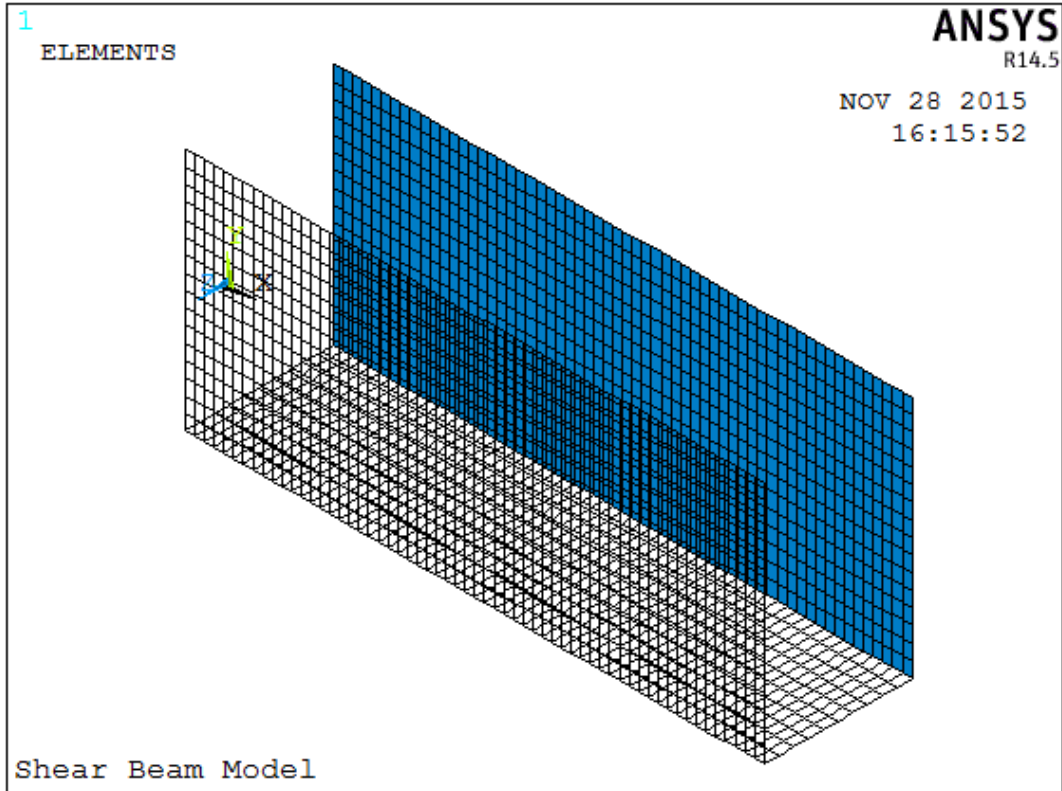 1
ELEMENTS
ANSYS
R14.5
NOV 28 2015
16:15:52
Y
Z X
Shear Beam Model